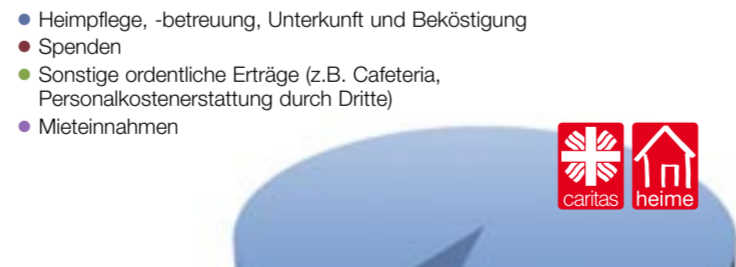 Heimpflege, -betreuung, Unterkunft und Beköstigung
Spenden
Sonstige ordentliche Erträge (z.B. Cafeteria,
Personalkostenerstattung durch Dritte)
Mieteinnahmen
caritas heime